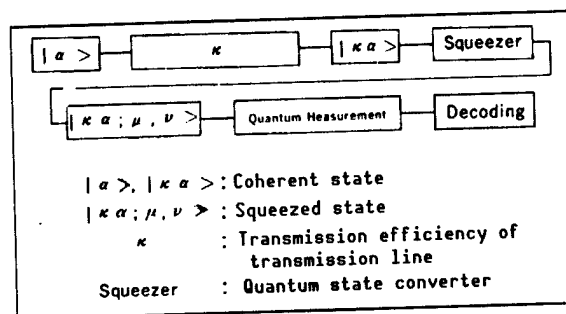 | α > κ | κ α > Squeezer
| κ α ; μ , ν > Quantum Measurement Decoding
| α >, | κ α > : Coherent state
| κ α ; μ , ν > : Squeezed state
κ : Transmission efficiency of
transmission line
Squeezer : Quantum state converter